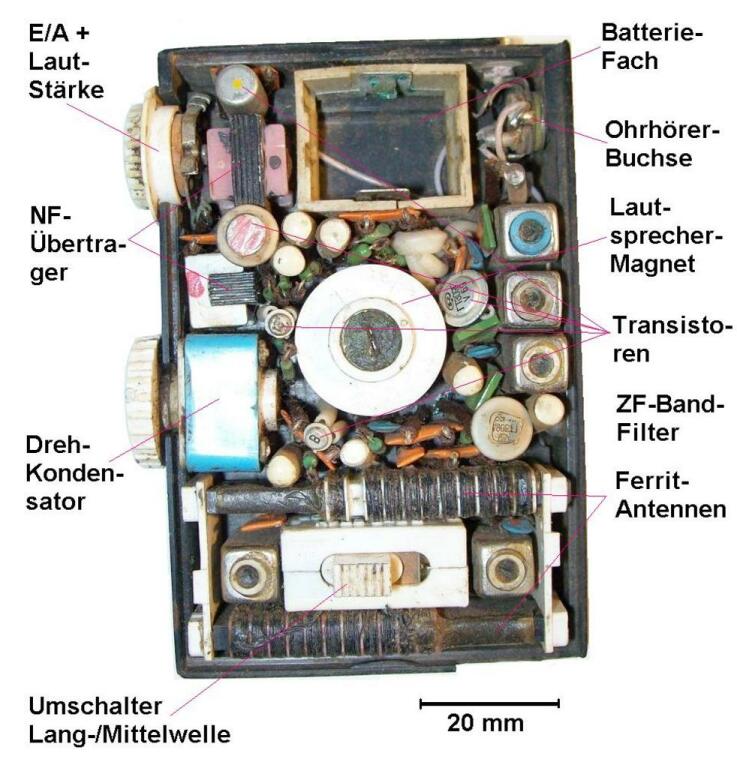 E/A +
Laut-
Stärke
NF-
Übertra-
ger
Dreh-
Konden-
sator
Umschalter
Lang-/Mittelwelle
Batterie-
Fach
Ohrhörer-
Buchse
Laut-
sprecher-
Magnet
Transisto-
ren
ZF-Band-
Filter
Ferrit-
Antennen
20 mm
8